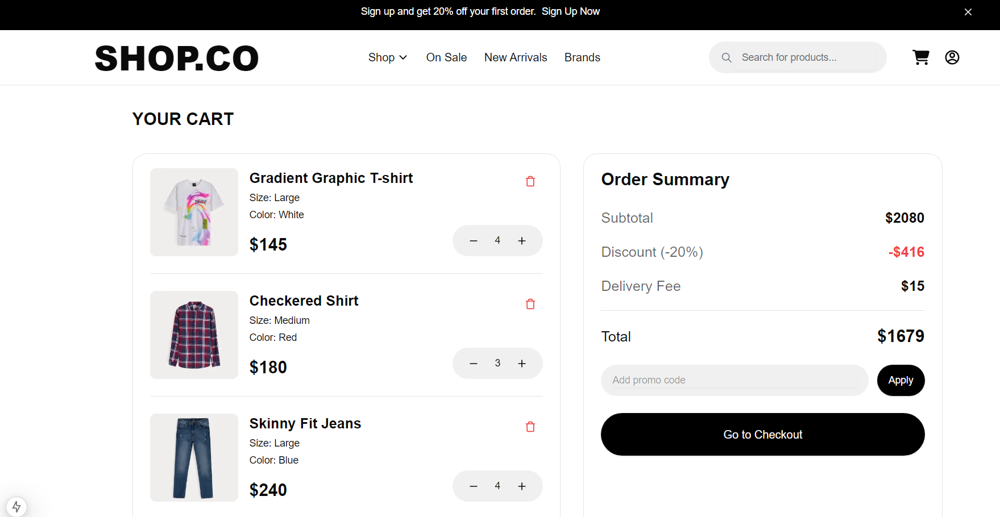 Sign up and get 20% off your first order. Sign Up Now
SHOP.CO
Shop
On Sale
New Arrivals
Brands
Search for products...
YOUR CART
Gradient Graphic T-shirt
Size: Large
Color: White
$145
4
Checkered Shirt
Size: Medium
Color: Red
$180
3
Skinny Fit Jeans
Size: Large
Color: Blue
$240
4
Order Summary
Subtotal $2080
Discount (-20%) -$416
Delivery Fee $15
Total $1679
Add promo code
Apply
Go to Checkout